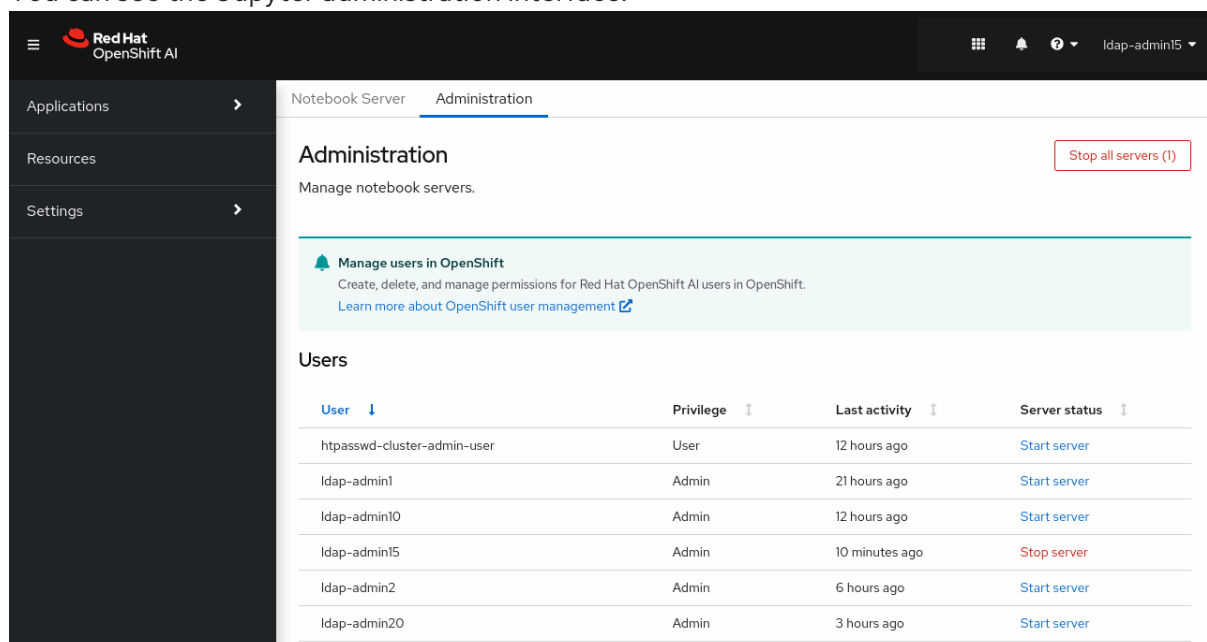 You can see the Jupyter administration interface.
Red Hat
OpenShift AI
ldap-admin15
Applications
Resources
Settings
Notebook Server Administration
Administration
Stop all servers (1)
Manage notebook servers.
Manage users in OpenShift
Create, delete, and manage permissions for Red Hat OpenShift AI users in OpenShift.
Learn more about OpenShift user management
Users
User Privilege Last activity Server status
htpasswd-cluster-admin-user User 12 hours ago Start server
ldap-admin1 Admin 21 hours ago Start server
ldap-admin10 Admin 12 hours ago Start server
ldap-admin15 Admin 10 minutes ago Stop server
ldap-admin2 Admin 6 hours ago Start server
ldap-admin20 Admin 3 hours ago Start server